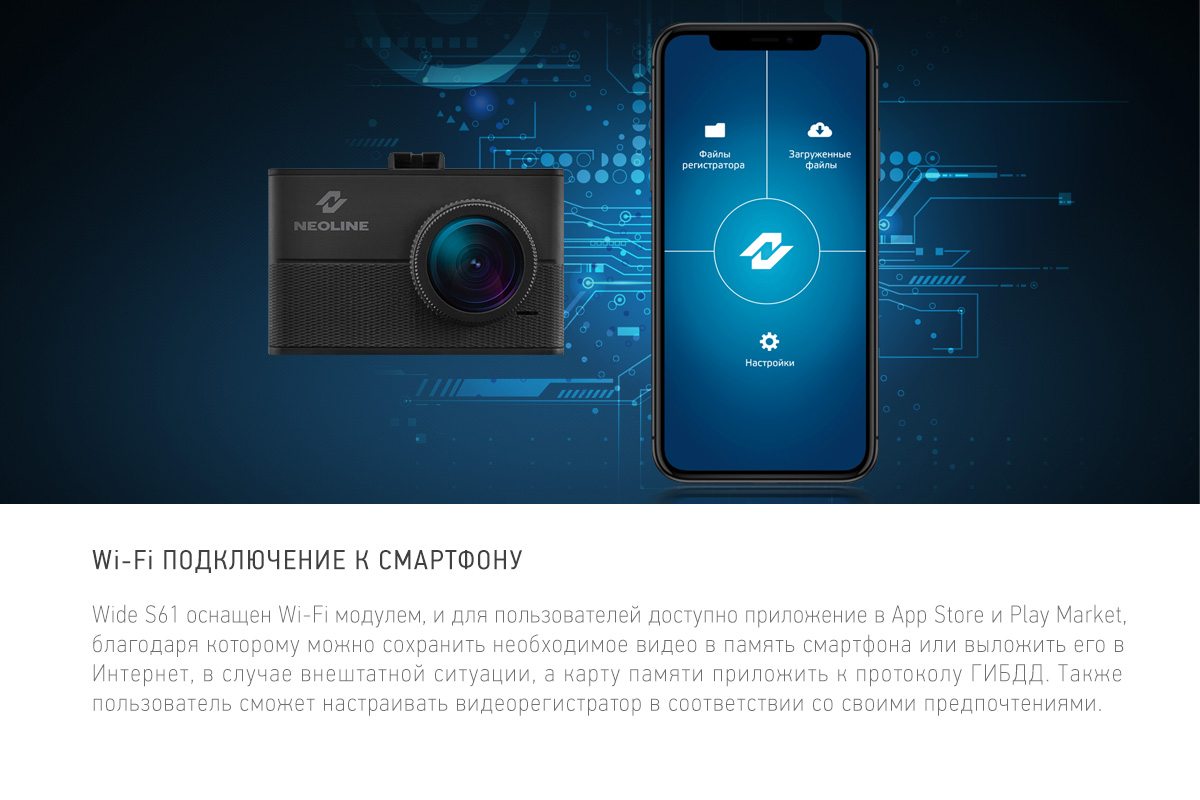 NEOLINE
Файлы
регистратора
Загруженные
файлы
Настройки
Wi-Fi ПОДКЛЮЧЕНИЕ К СМАРТФОНУ
Wide S61 оснащен Wi-Fi модулем, и для пользователей доступно приложение в App Store и Play Market,
благодаря которому можно сохранить необходимое видео в память смартфона или выложить его в
Интернет, в случае внештатной ситуации, а карту памяти приложить к протоколу ГИБДД. Также
пользователь сможет настраивать видеорегистратор в соответствии со своими предпочтениями.